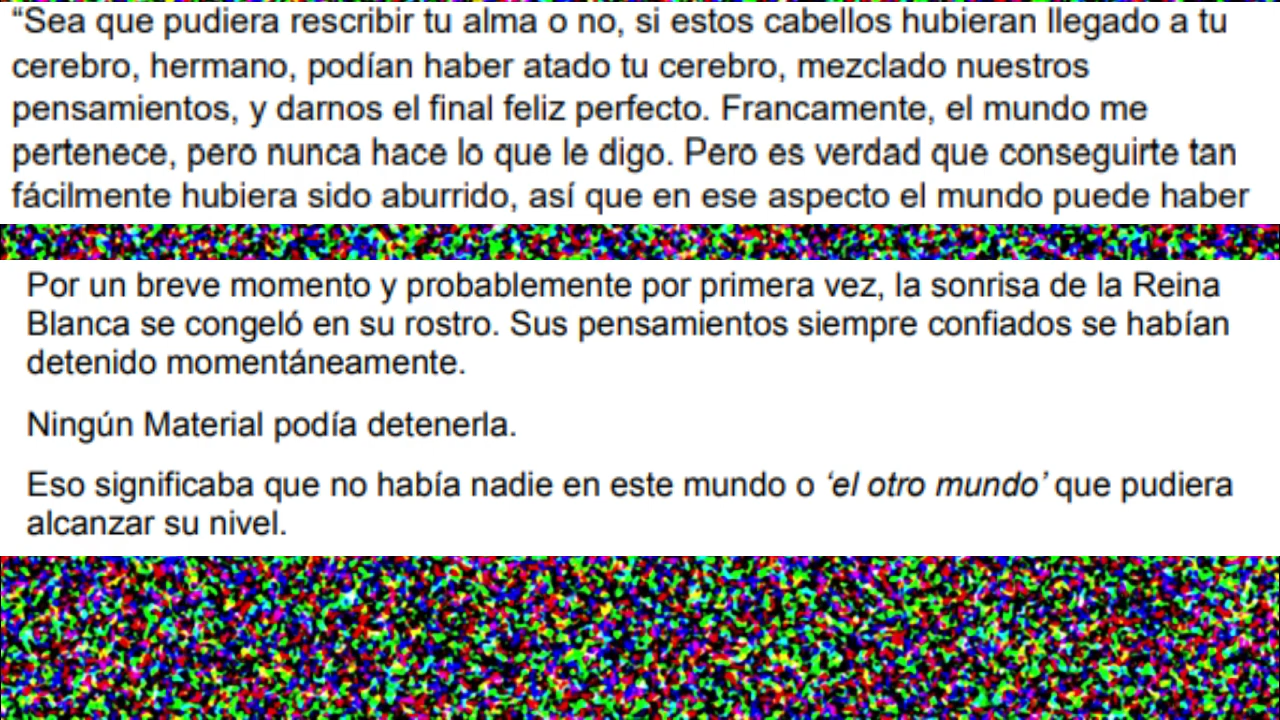 “Sea que pudiera rescribir tu alma o no, si estos cabellos hubieran llegado a tu
cerebro, hermano, podían haber atado tu cerebro, mezclado nuestros
pensamientos, y darnos el final feliz perfecto. Francamente, el mundo me
pertenece, pero nunca hace lo que le digo. Pero es verdad que conseguirte tan
fácilmente hubiera sido aburrido, así que en ese aspecto el mundo puede haber
Por un breve momento y probablemente por primera vez, la sonrisa de la Reina
Blanca se congeló en su rostro. Sus pensamientos siempre confiados se habían
detenido momentáneamente.
Ningún Material podía detenerla.
Eso significaba que no había nadie en este mundo o ‘el otro mundo’ que pudiera
alcanzar su nivel.